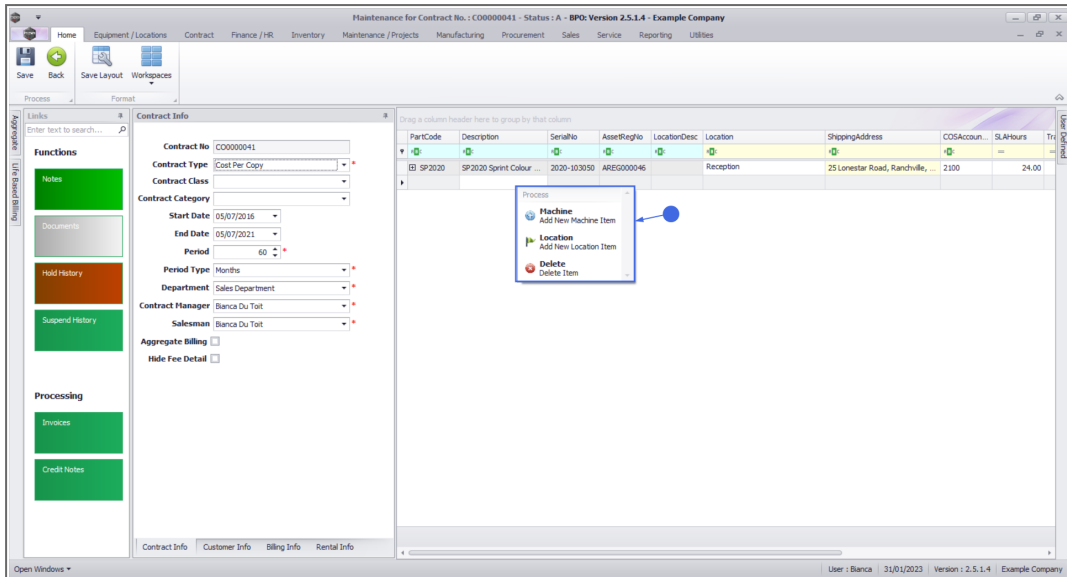 Maintenance for Contract No. : CO0000041 - Status : A - BPO: Version 2.5.1.4 - Example Company
Home Equipment / Locations Contract Finance / HR Inventory Maintenance / Projects Manufacturing Procurement Sales Service Reporting Utilities
Save Back Save Layout Workspaces
Process Format
Aggregate
Life Based Billing
Links
Enter text to search...
Functions
Notes
Documents
Hold History
Suspend History
Processing
Invoices
Credit Notes
Contract Info
Contract No CO0000041
Contract Type Cost Per Copy *
Contract Class
Contract Category
Start Date 05/07/2016
End Date 05/07/2021
Period 60 *
Period Type Months *
Department Sales Department *
Contract Manager Bianca Du Toit *
Salesman Bianca Du Toit *
Aggregate Billing
Hide Fee Detail
Contract Info Customer Info Billing Info Rental Info
Drag a column header here to group by that column
PartCode Description SerialNo AssetRegNo LocationDesc Location ShippingAddress COSAccoun... SLAHours Tra
SP2020 SP2020 Sprint Colour ... 2020-103050 AREG000046 Reception 25 Lonestar Road, Ranchville, ... 2100 24.00
Process
Machine
Add New Machine Item
Location
Add New Location Item
Delete
Delete Item
User Defined
Open Windows User : Bianca 31/01/2023 Version : 2.5.1.4 Example Company